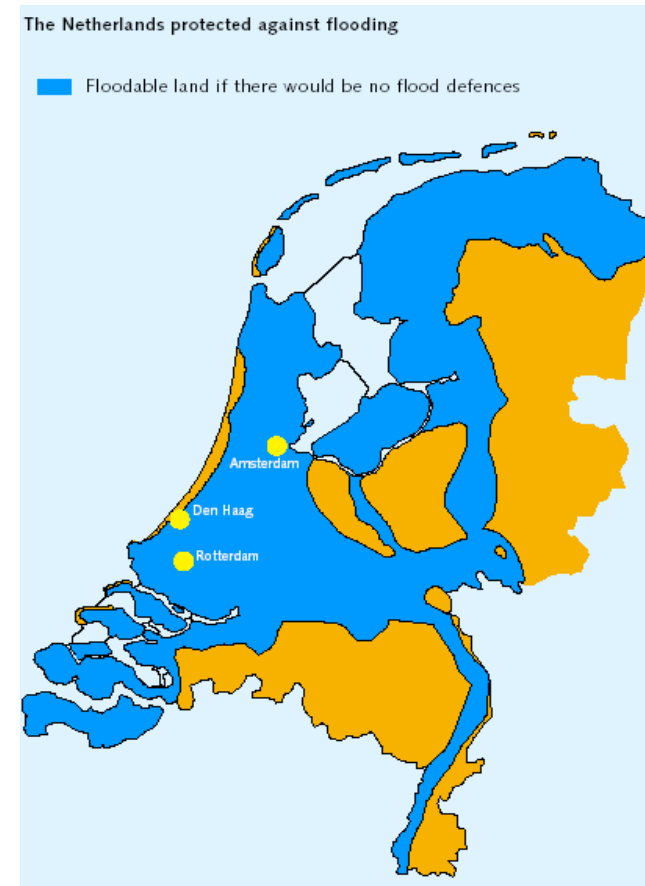 The Netherlands protected against flooding
Floodable land if there would be no flood defences
Amsterdam
Den Haag
Rotterdam